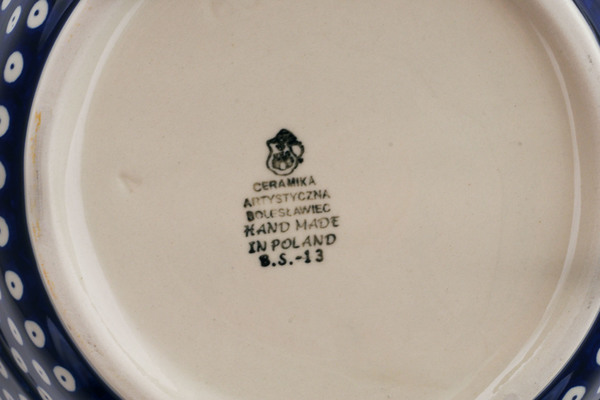 CERAMIKA
ARTYSTYCZNA
BOLESŁAWIEC
HAND MADE
IN POLAND
B.S.-13